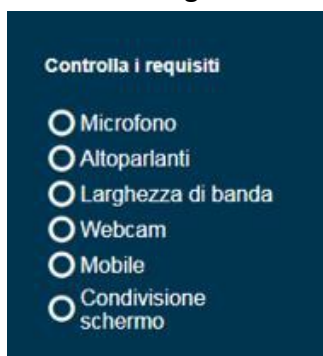 Controlla i requisiti
Microfono
Altoparlanti
Larghezza di banda
Webcam
Mobile
Condivisione
schermo